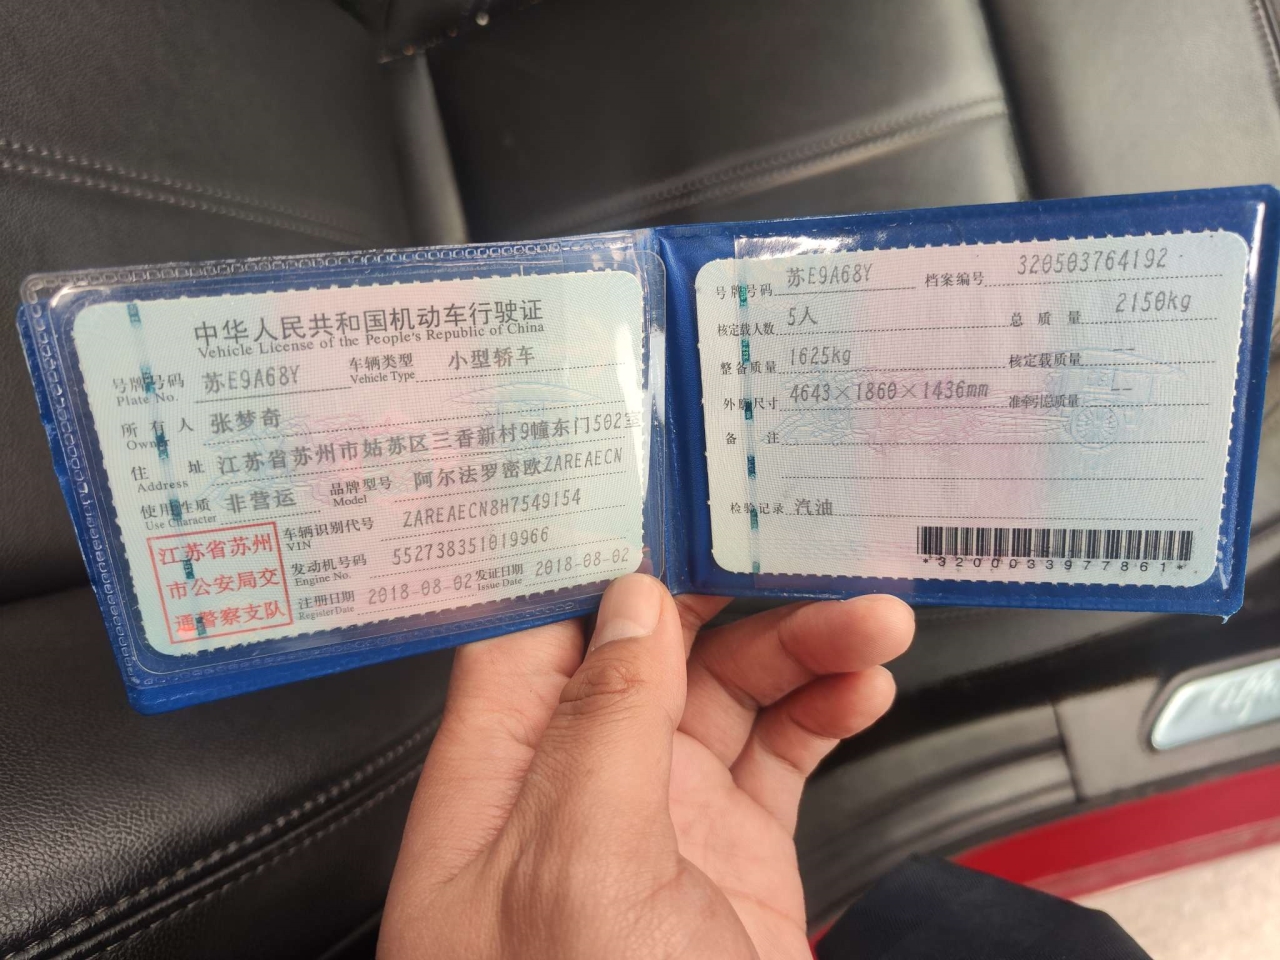 中华人民共和国机动车行驶证
Vehicle License of the People's Republic of China
号牌号码 苏E9A68Y 车辆类型 小型轿车
Plate No. Vehicle Type
所有人 张梦奇
Owner
住址 江苏省苏州市姑苏区三香新村9幢东门502室
Address
使用性质 非营运 品牌型号 阿尔法罗密欧ZAREAECN
Use Character Model
江苏省苏州
市公安局交
通警察支队
车辆识别代号 ZAREAECN8H7549154
VIN
发动机号码 552738351019966
Engine No.
注册日期 2018-08-02 发证日期 2018-08-02
Register Date Issue Date
号牌号码 苏E9A68Y 档案编号 320503764192
核定载人数 5人 总质量 2150kg
整备质量 1625kg 核定载质量 --
外廓尺寸 4643×1860×1436mm 准牵引总质量 --
备注
检验记录 汽油
*3200033977861*